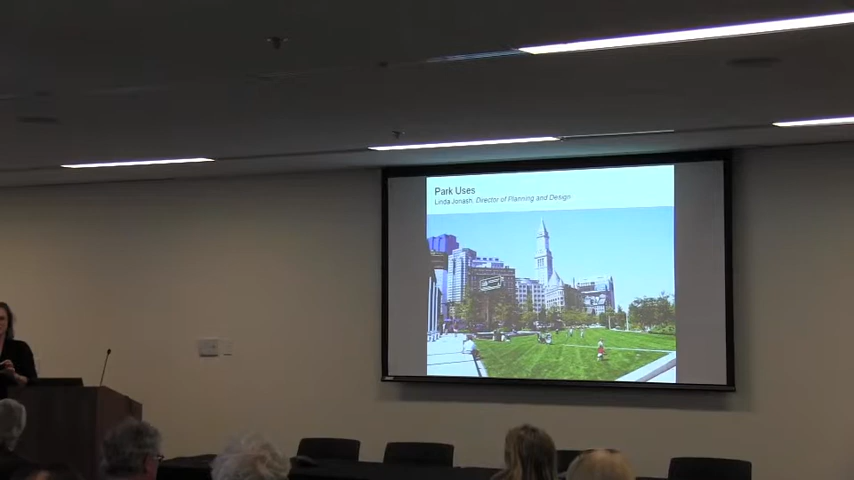 Park Uses
Linda Jonash, Director of Planning and Design